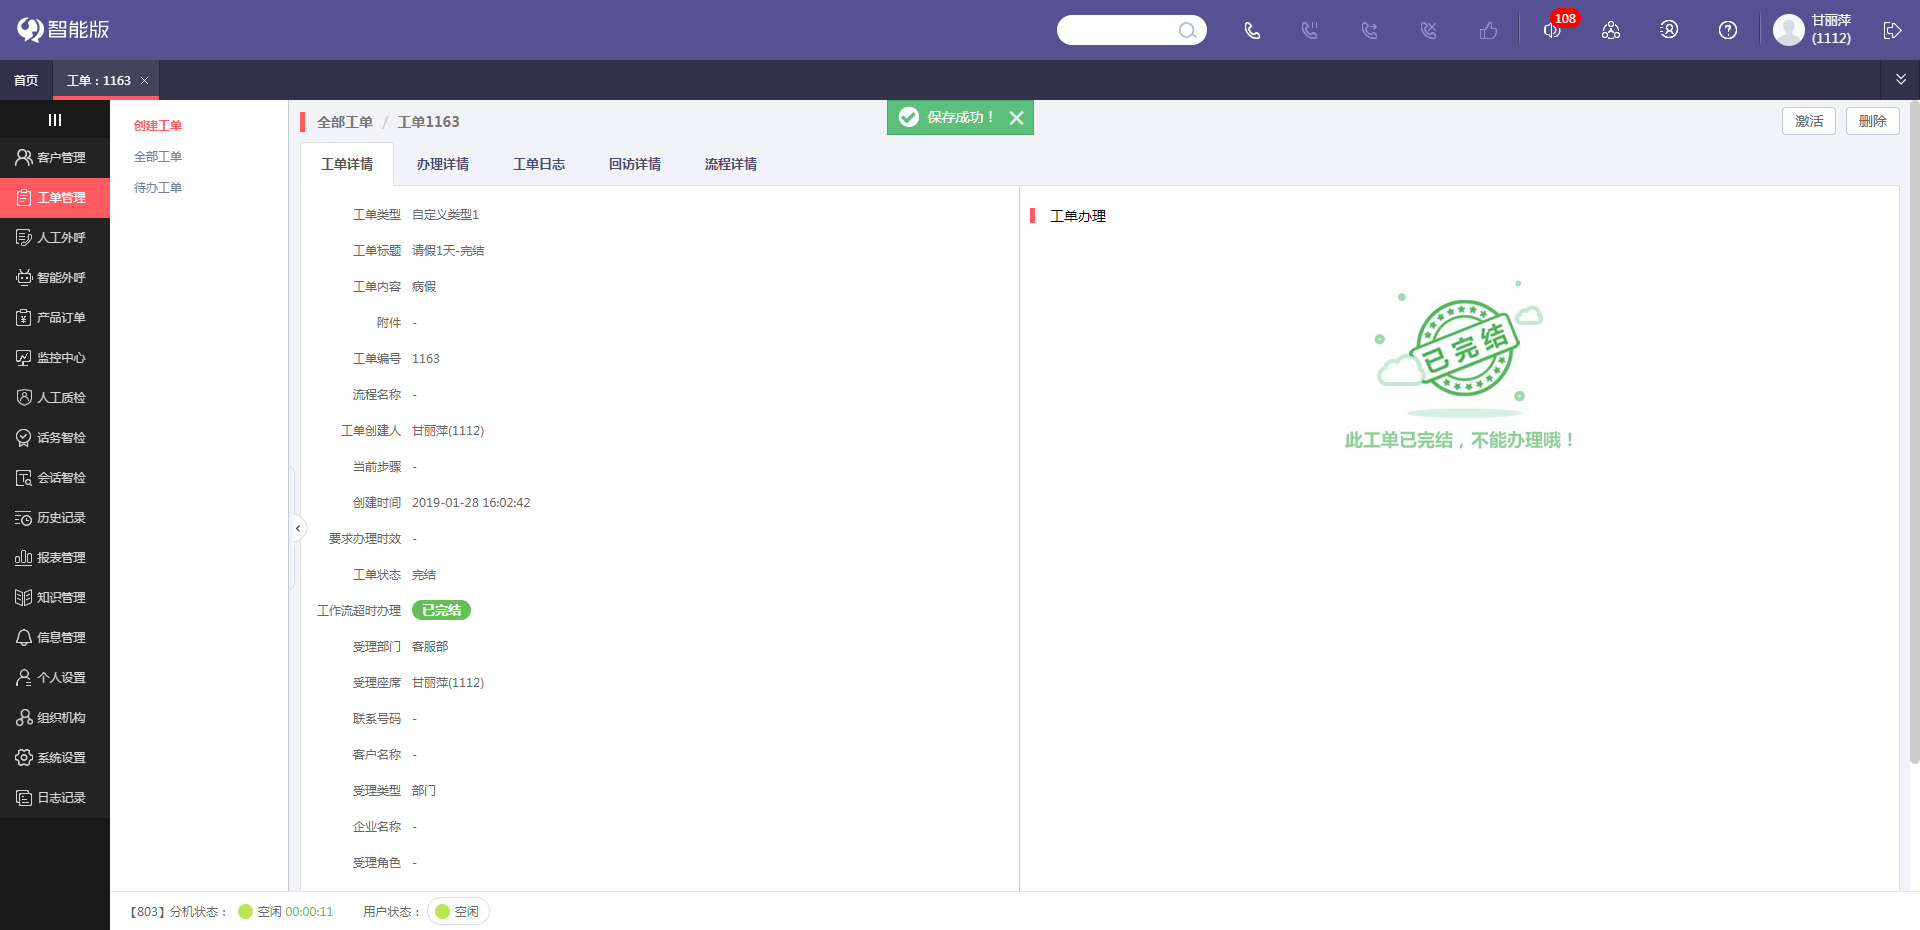 智能版
108
甘丽萍
(1112)
首页
工单：1163
客户管理
工单管理
人工外呼
智能外呼
产品订单
监控中心
人工质检
话务智检
会话智检
历史记录
报表管理
知识管理
信息管理
个人设置
组织机构
系统设置
日志记录
创建工单
全部工单
待办工单
全部工单 / 工单1163
保存成功！
激活
删除
工单详情
办理详情
工单日志
回访详情
流程详情
工单类型 自定义类型1
工单标题 请假1天-完结
工单内容 病假
附件 -
工单编号 1163
流程名称 -
工单创建人 甘丽萍(1112)
当前步骤 -
创建时间 2019-01-28 16:02:42
要求办理时效 -
工单状态 完结
工作流超时办理 已完结
受理部门 客服部
受理座席 甘丽萍(1112)
联系号码 -
客户名称 -
受理类型 部门
企业名称 -
受理角色 -
工单办理
已完结
此工单已完结，不能办理哦！
【803】分机状态： 空闲 00:00:11 用户状态： 空闲